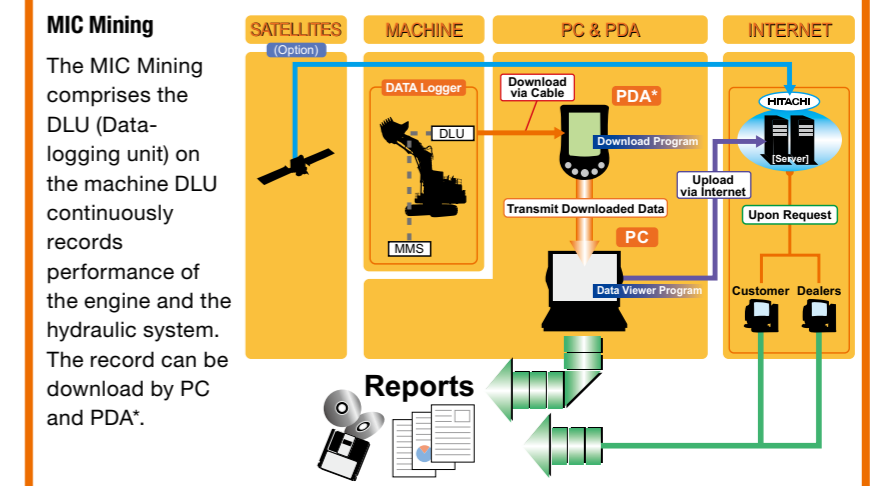 MIC Mining
The MIC Mining
comprises the
DLU (Data-
logging unit) on
the machine DLU
continuously
records
performance of
the engine and the
hydraulic system.
The record can be
download by PC
and PDA*.
SATELLITES
(Option)
MACHINE
PC & PDA
INTERNET
DATA Logger
DLU
MMS
Download
via Cable
PDA*
Download Program
Transmit Downloaded Data
PC
Data Viewer Program
Upload
via Internet
HITACHI
[Server]
Upon Request
Customer
Dealers
Reports